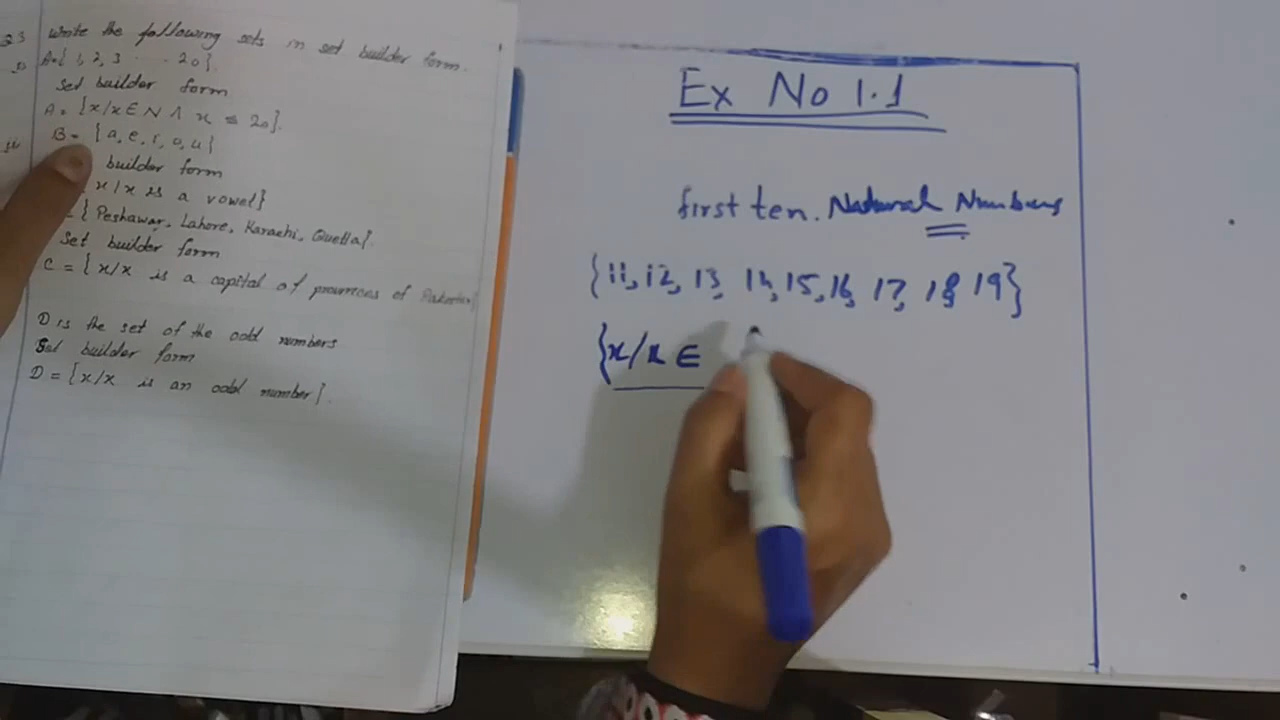 Q3 Write the following sets in set builder form.
i) A={ 1, 2, 3 ..... 20}.
Set builder form
A = {x/x ∈ N ∧ x ≤ 20}.
ii B = {a, e, i, o, u}
builder form
x/x is a vowel}
= { Peshawar, Lahore, Karachi, Quetta}.
Set builder form
C = {x/x is a capital of provinces of Pakistan}
D is the set of the odd numbers
Set builder form
D = {x/x is an odd number}.
Ex No 1.1
first ten. Natural Numbers
{11, 12, 13, 14, 15, 16, 17, 18, 19}
{x/x ∈